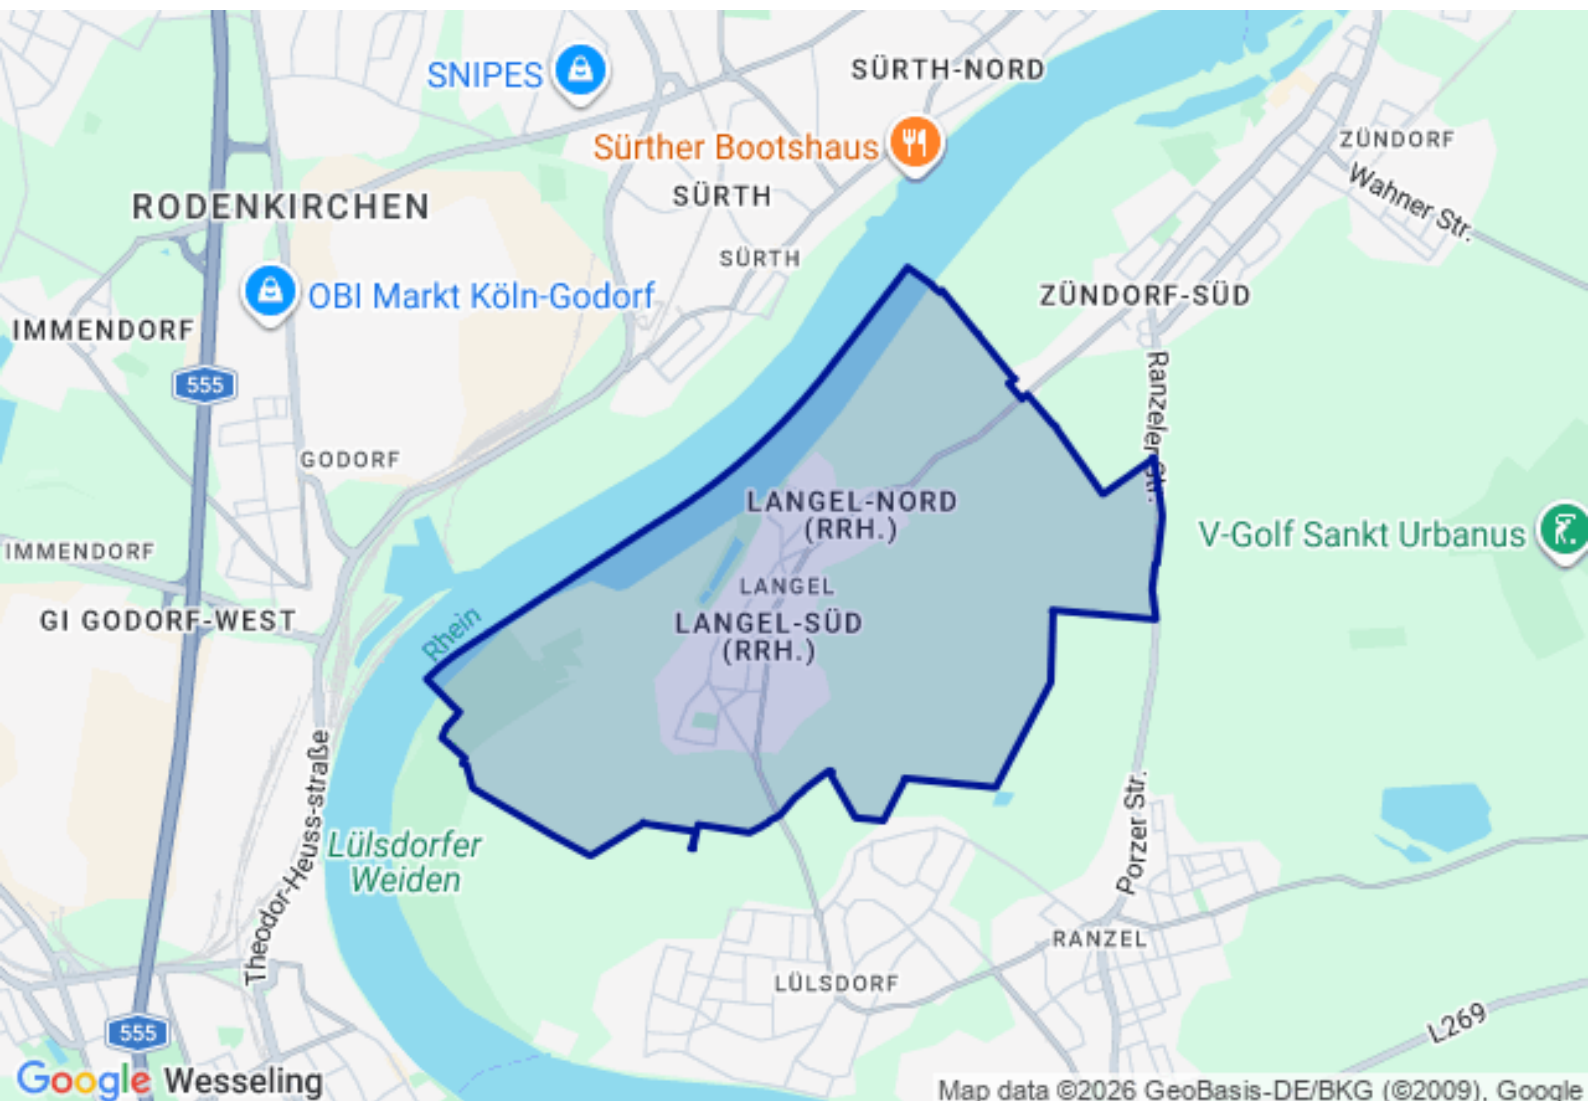 SNIPES
SÜRTH-NORD
Sürther Bootshaus
ZÜNDORF
Wahner Str.
RODENKIRCHEN
SÜRTH
SÜRTH
OBI Markt Köln-Godorf
ZÜNDORF-SÜD
IMMENDORF
555
Ranzeler Str.
GODORF
LANGEL-NORD
(RRH.)
V-Golf Sankt Urbanus
IMMENDORF
LANGEL
GI GODORF-WEST
LANGEL-SÜD
(RRH.)
Rhein
Theodor-Heuss-straße
Lülsdorfer
Weiden
Porzer Str.
RANZEL
LÜLSDORF
555
L269
Google
Wesseling
Map data ©2026 GeoBasis-DE/BKG (©2009), Google